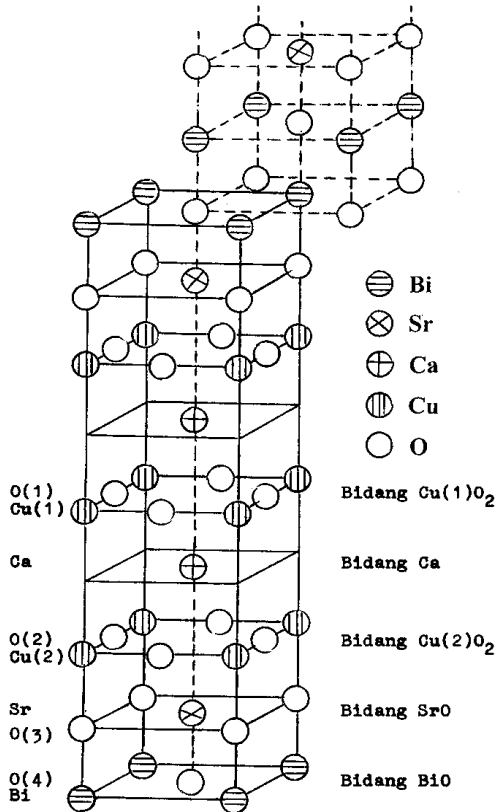 Bi
Sr
Ca
Cu
O
O(1)
Cu(1)
Bidang Cu(1)O₂
Ca
Bidang Ca
O(2)
Cu(2)
Bidang Cu(2)O₂
Sr
O(3)
Bidang SrO
O(4)
Bi
Bidang BiO